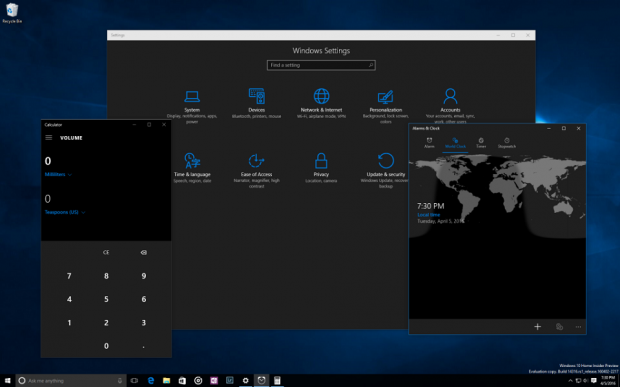 Recycle Bin
Settings
Windows Settings
Find a setting
System
Display, notifications, apps,
power
Devices
Bluetooth, printers, mouse
Network & Internet
Wi-Fi, airplane mode, VPN
Personalization
Background, lock screen,
colors
Accounts
Your accounts, email, sync,
work, other users
Time & language
Speech, region, date
Ease of Access
Narrator, magnifier, high
contrast
Privacy
Location, camera
Update & security
Windows Update, recovery,
backup
Calculator
VOLUME
0
Milliliters
0
Teaspoons (US)
CE
7 8 9
4 5 6
1 2 3
0 .
Alarms & Clock
Alarm World Clock Timer Stopwatch
7:30 PM
Local time
Tuesday, April 5, 2016
Windows 10 Home Insider Preview
Evaluation copy. Build
Ask me anything
7:30 PM
4/5/2016